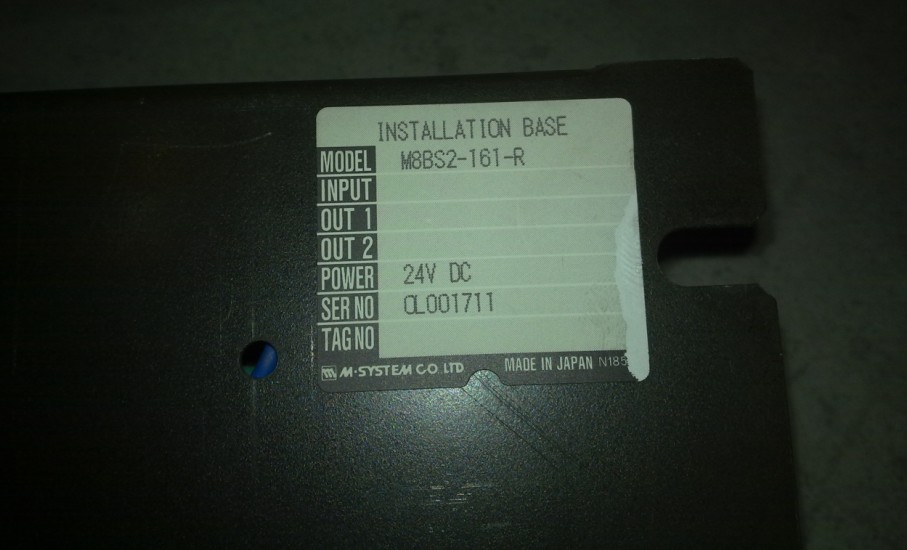 INSTALLATION BASE
MODEL M8BS2-161-R
INPUT
OUT 1
OUT 2
POWER 24V DC
SER NO CL001711
TAG NO
M·SYSTEM CO. LTD MADE IN JAPAN